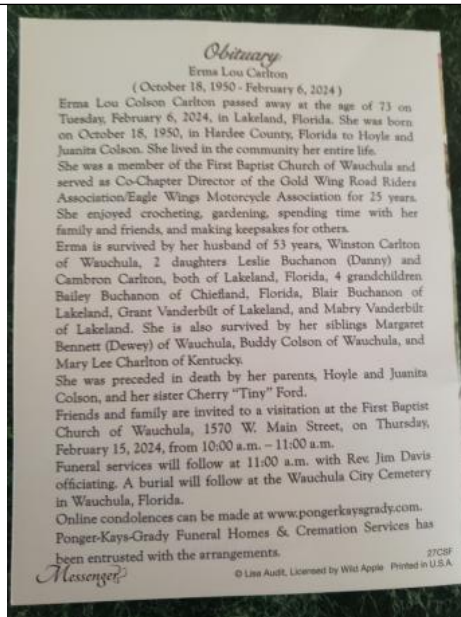 Obituary
Erma Lou Carlton
( October 18, 1950 - February 6, 2024 )
Erma Lou Colson Carlton passed away at the age of 73 on
Tuesday, February 6, 2024, in Lakeland, Florida. She was born
on October 18, 1950, in Hardee County, Florida to Hoyle and
Juanita Colson. She lived in the community her entire life.
She was a member of the First Baptist Church of Wauchula and
served as Co-Chapter Director of the Gold Wing Road Riders
Association/Eagle Wings Motorcycle Association for 25 years.
She enjoyed crocheting, gardening, spending time with her
family and friends, and making keepsakes for others.
Erma is survived by her husband of 53 years, Winston Carlton
of Wauchula, 2 daughters Leslie Buchanon (Danny) and
Cambron Carlton, both of Lakeland, Florida, 4 grandchildren
Bailey Buchanon of Chiefland, Florida, Blair Buchanon of
Lakeland, Grant Vanderbilt of Lakeland, and Mabry Vanderbilt
of Lakeland. She is also survived by her siblings Margaret
Bennett (Dewey) of Wauchula, Buddy Colson of Wauchula, and
Mary Lee Charlton of Kentucky.
She was preceded in death by her parents, Hoyle and Juanita
Colson, and her sister Cherry “Tiny” Ford.
Friends and family are invited to a visitation at the First Baptist
Church of Wauchula, 1570 W. Main Street, on Thursday,
February 15, 2024, from 10:00 a.m. – 11:00 a.m.
Funeral services will follow at 11:00 a.m. with Rev. Jim Davis
officiating. A burial will follow at the Wauchula City Cemetery
in Wauchula, Florida.
Online condolences can be made at www.pongerkaysgrady.com.
Ponger-Kays-Grady Funeral Homes & Cremation Services has
been entrusted with the arrangements.
27CSF
Messenger
© Lisa Audit, Licensed by Wild Apple Printed in U.S.A.